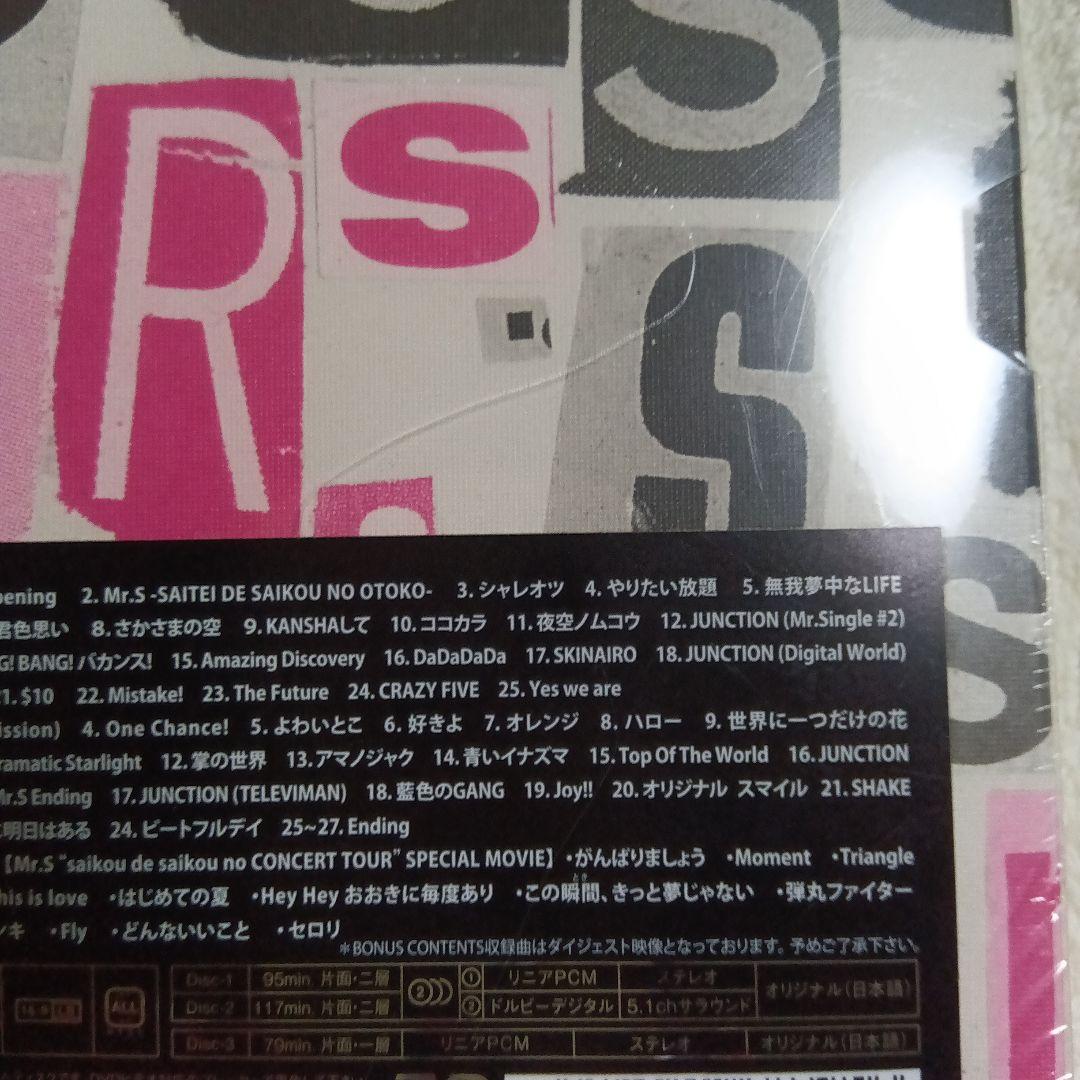 R S S
S
S
pening 2. Mr.S -SAITEI DE SAIKOU NO OTOKO- 3. シャレオツ 4. やりたい放題 5. 無我夢中なLIFE
君色思い 8. さかさまの空 9. KANSHAして 10. ココカラ 11. 夜空ノムコウ 12. JUNCTION (Mr.Single #2)
G! BANG! バカンス! 15. Amazing Discovery 16. DaDaDaDa 17. SKINAIRO 18. JUNCTION (Digital World)
21. $10 22. Mistake! 23. The Future 24. CRAZY FIVE 25. Yes we are
ission) 4. One Chance! 5. よわいとこ 6. 好きよ 7. オレンジ 8. ハロー 9. 世界に一つだけの花
ramatic Starlight 12. 掌の世界 13. アマノジャク 14. 青いイナズマ 15. Top Of The World 16. JUNCTION
Mr.S Ending 17. JUNCTION (TELEVIMAN) 18. 藍色のGANG 19. Joy!! 20. オリジナル スマイル 21. SHAKE
に明日はある 24. ビートフルデイ 25~27. Ending
【Mr.S "saikou de saikou no CONCERT TOUR" SPECIAL MOVIE】 ・がんばりましょう ・Moment ・Triangle
his is love ・はじめての夏 ・Hey Hey おおきに毎度あり ・この瞬間、きっと夢じゃない ・弾丸ファイター
ンキ ・Fly ・どんないいこと ・セロリ
＊BONUS CONTENTS収録曲はダイジェスト映像となっております。予めご了承下さい。
16:9 LB ALL Disc-1 95min. 片面・二層 2 ① リニアPCM ステレオ オリジナル(日本語)
Disc-2 117min. 片面・二層 ② ドルビーデジタル 5.1chサラウンド
Disc-3 79min. 片面・一層 リニアPCM ステレオ オリジナル(日本語)